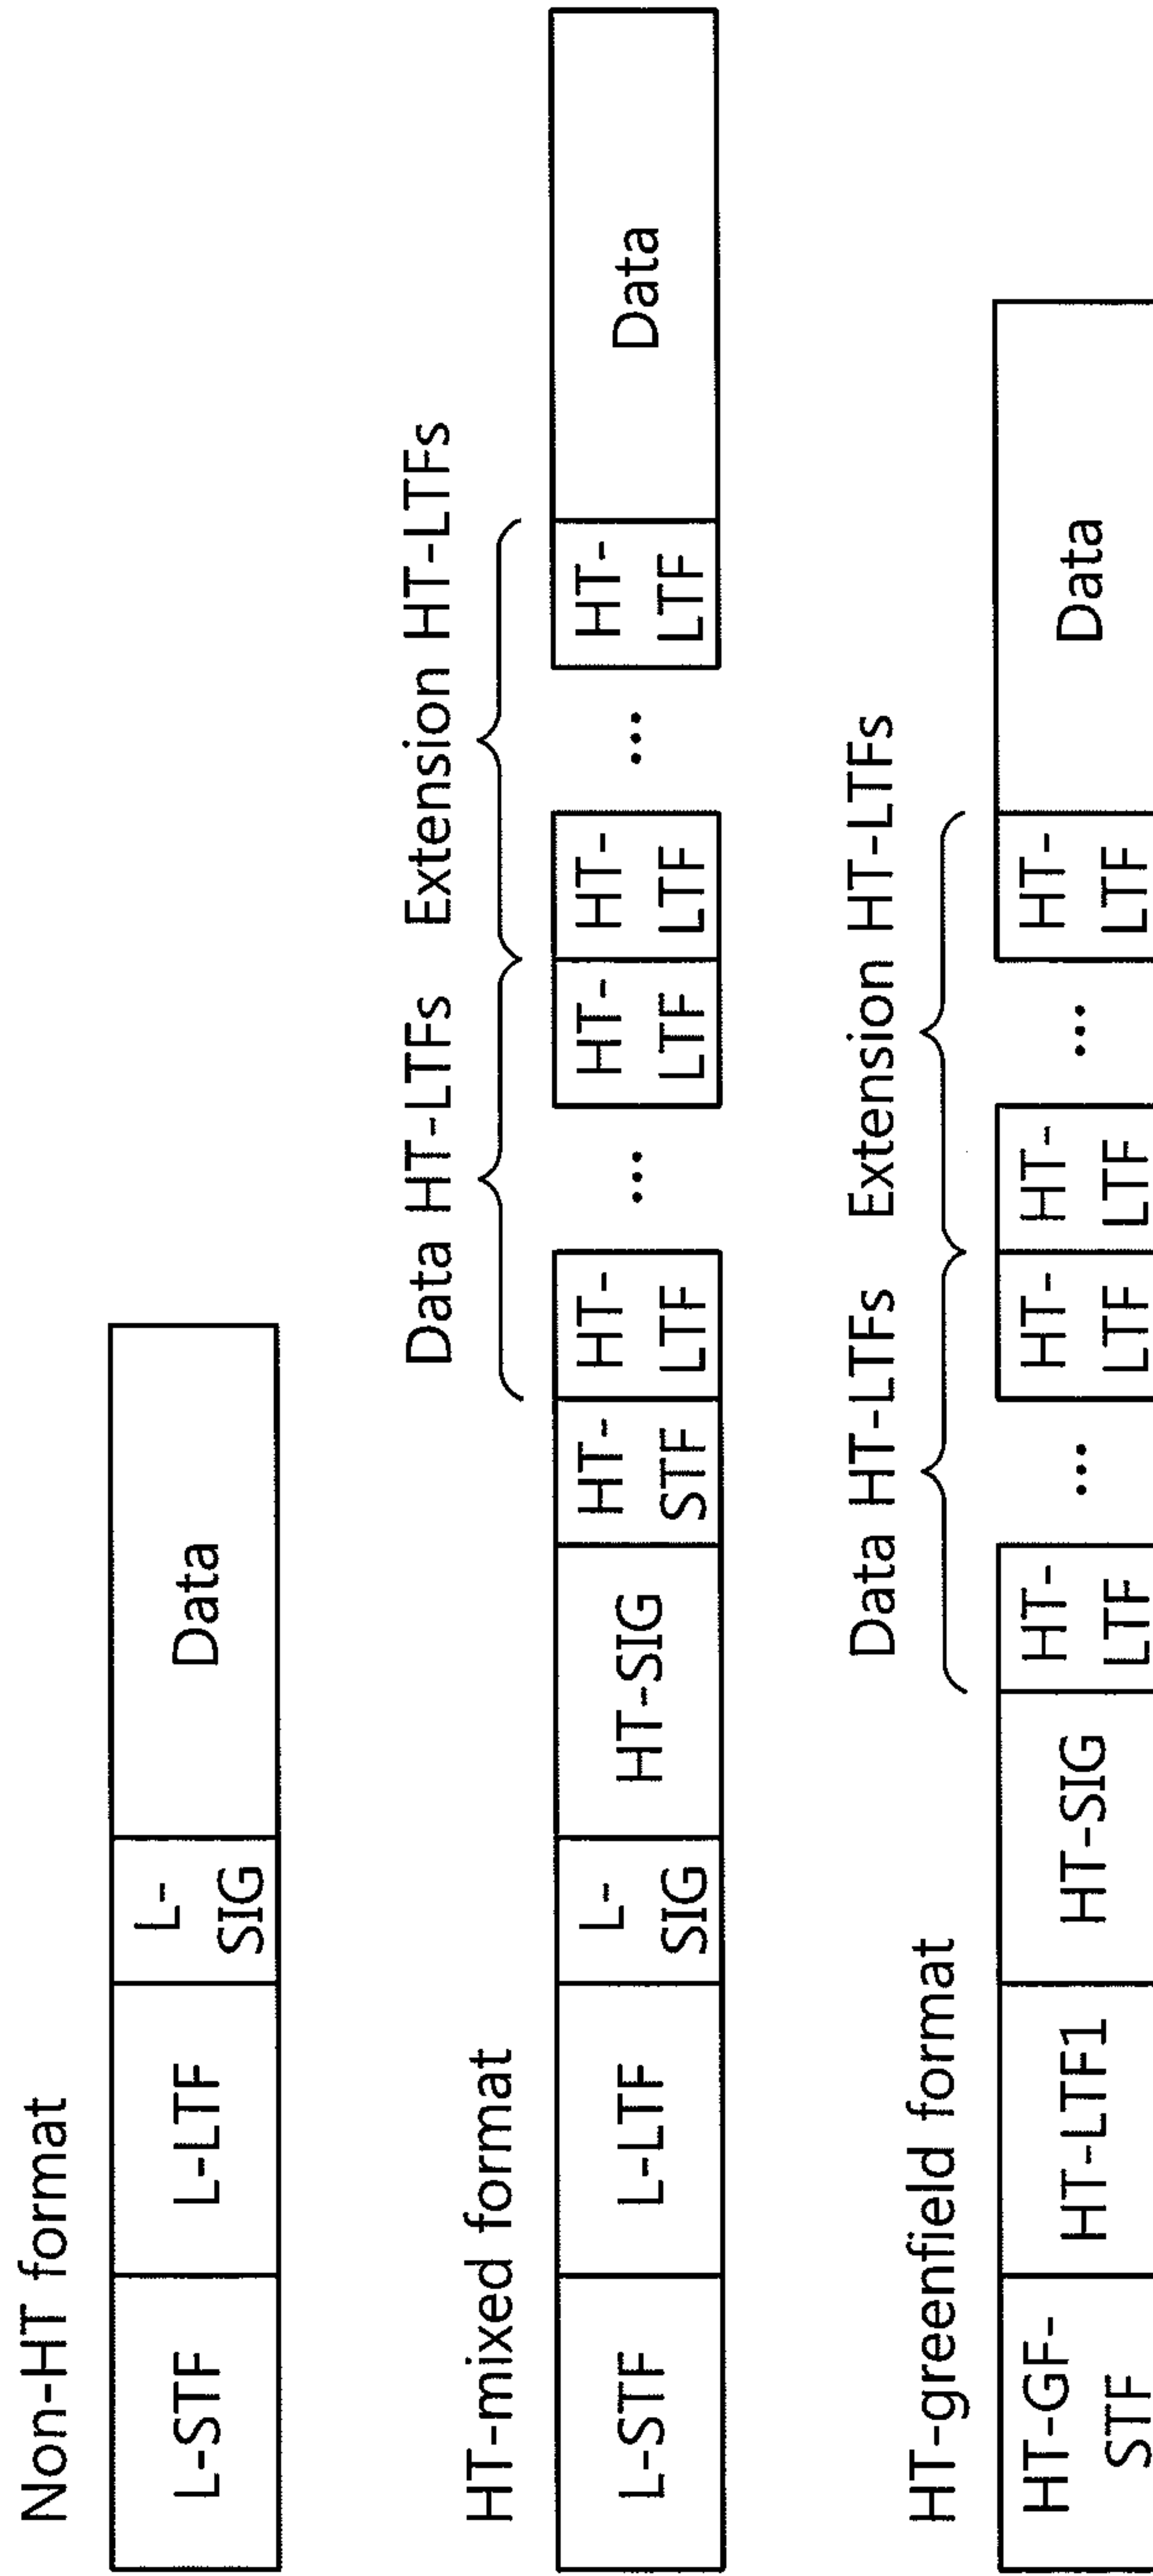 Non-HT format
L-STF
L-LTF
L-
SIG
Data
HT-mixed format
Data HT-LTFs
Extension HT-LTFs
L-STF
L-LTF
L-
SIG
HT-SIG
HT-
STF
HT-
LTF
...
HT-
LTF
HT-
LTF
...
HT-
LTF
Data
HT-greenfield format
Data HT-LTFs
Extension HT-LTFs
HT-GF-
STF
HT-LTF1
HT-SIG
HT-
LTF
...
HT-
LTF
HT-
LTF
...
HT-
LTF
Data